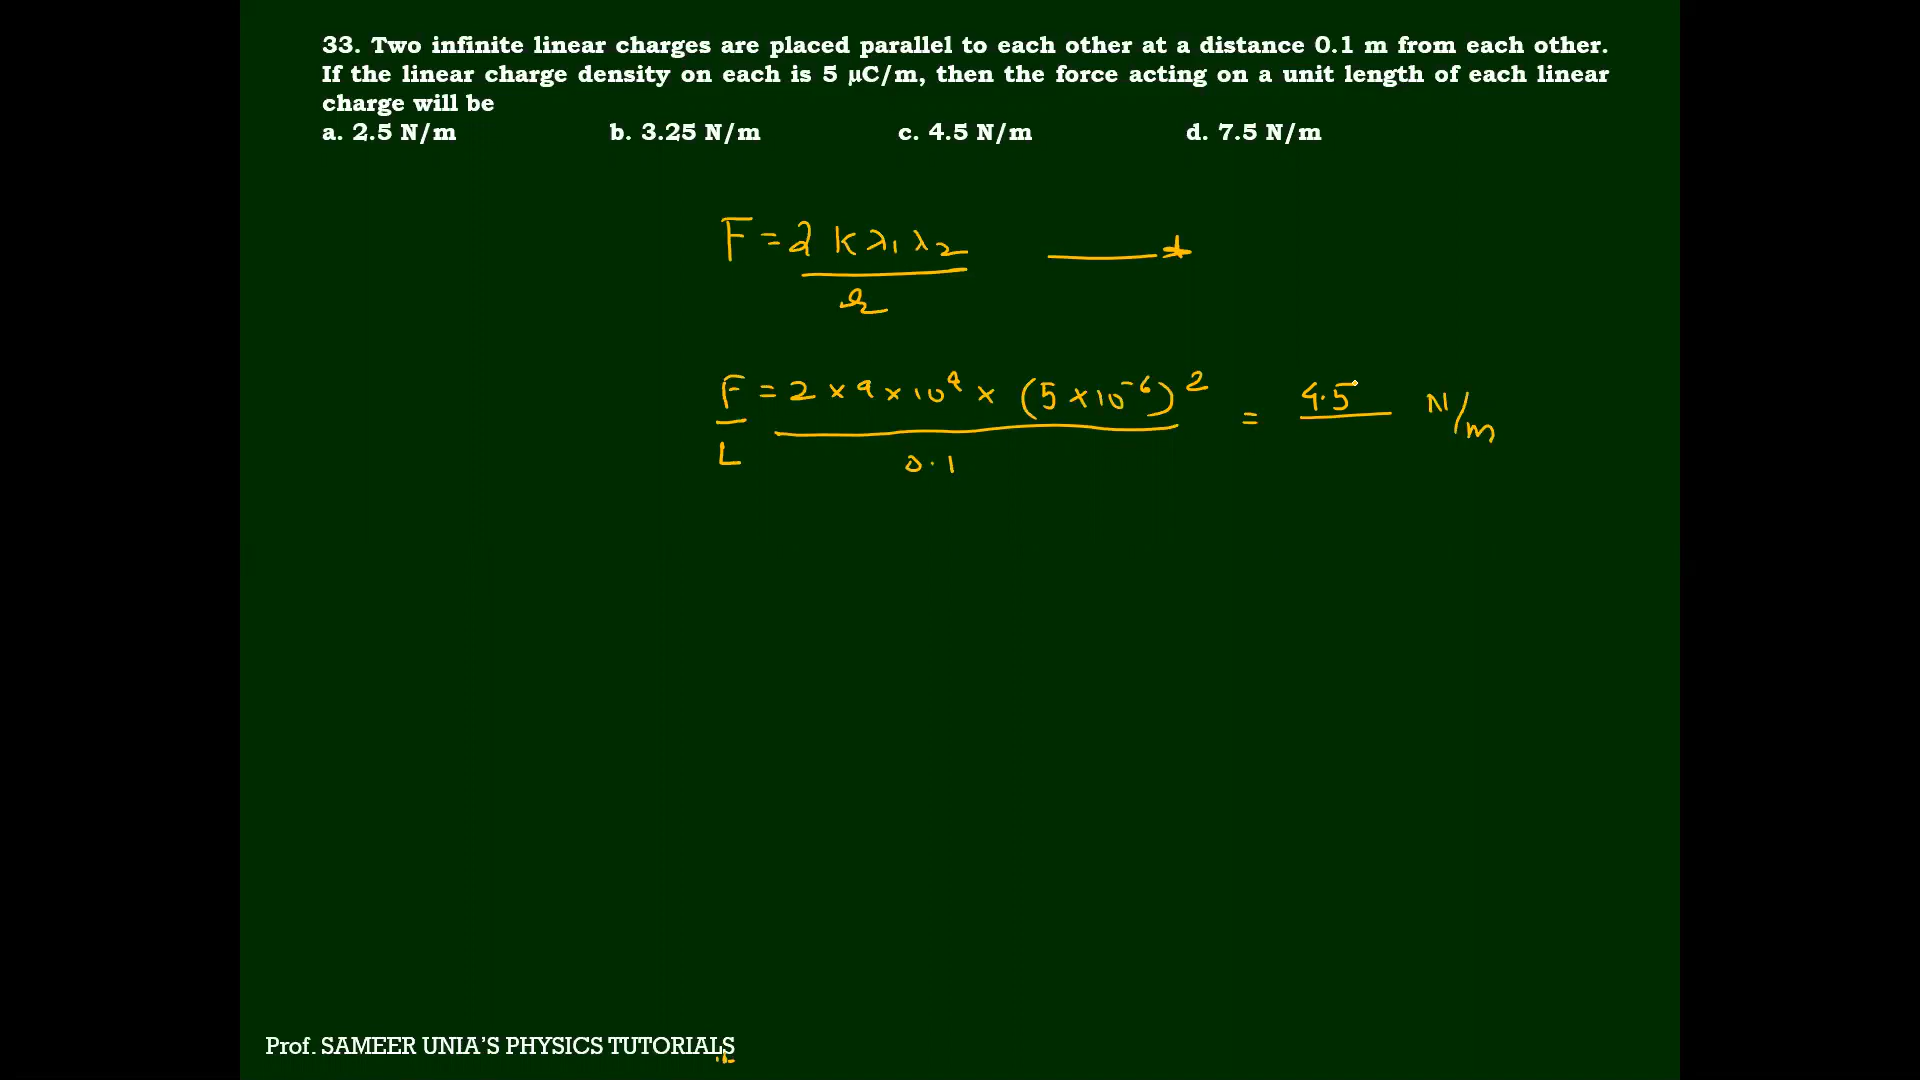 33. Two infinite linear charges are placed parallel to each other at a distance 0.1 m from each other.
If the linear charge density on each is 5 μC/m, then the force acting on a unit length of each linear
charge will be
a. 2.5 N/m b. 3.25 N/m c. 4.5 N/m d. 7.5 N/m
F = 2 K λ1 λ2
r
F = 2 × 9 × 10^9 × (5 × 10^-6)^2 = 4.5 N/m
L 0.1
Prof. SAMEER UNIA’S PHYSICS TUTORIALS